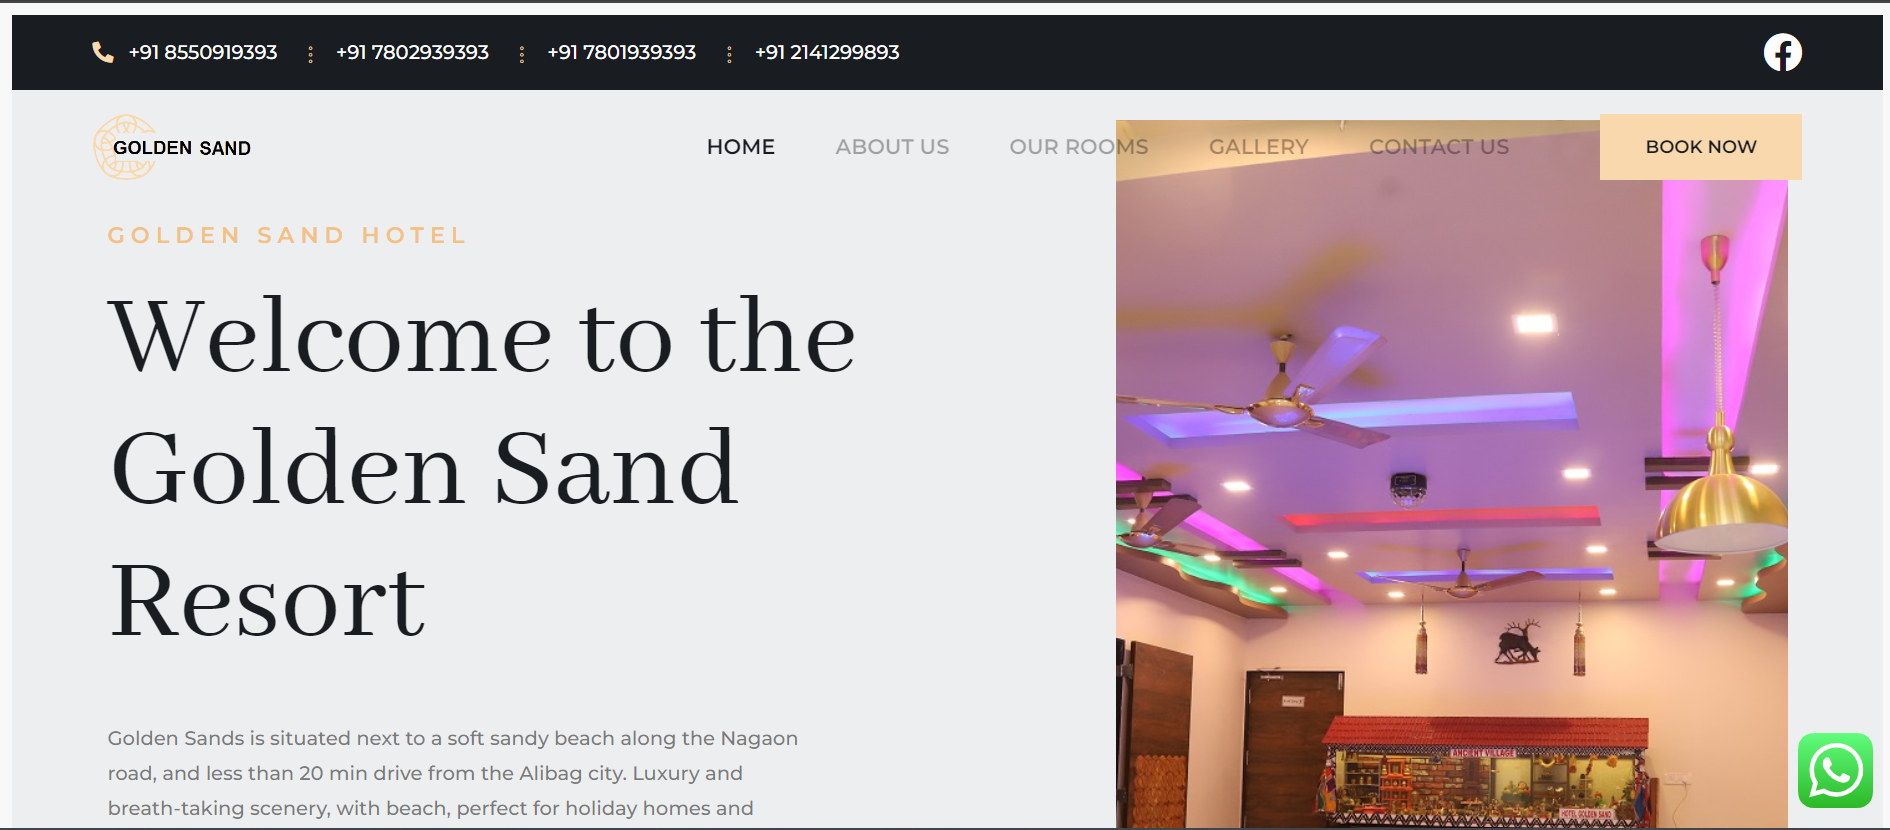 +91 8550919393 +91 7802939393 +91 7801939393 +91 2141299893
GOLDEN SAND
HOME ABOUT US OUR ROOMS GALLERY CONTACT US BOOK NOW
GOLDEN SAND HOTEL
Welcome to the
Golden Sand
Resort
Golden Sands is situated next to a soft sandy beach along the Nagaon
road, and less than 20 min drive from the Alibag city. Luxury and
breath-taking scenery, with beach, perfect for holiday homes and
ANCIENT VILLAGE
HOTEL GOLDEN SAND